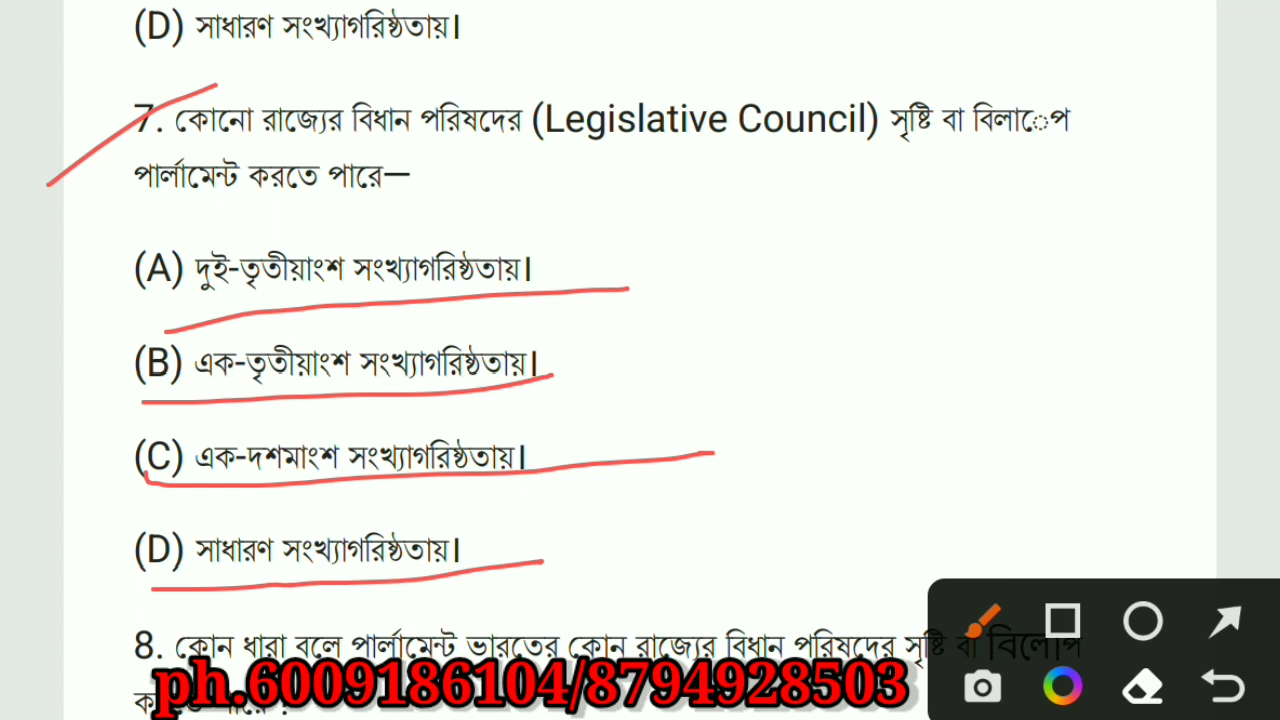 (D) সাধারণ সংখ্যাগরিষ্ঠতায়।
7. কোনো রাজ্যের বিধান পরিষদের (Legislative Council) সৃষ্টি বা বিলােপ
পার্লামেন্ট করতে পারে—
(A) দুই-তৃতীয়াংশ সংখ্যাগরিষ্ঠতায়।
(B) এক-তৃতীয়াংশ সংখ্যাগরিষ্ঠতায়।
(C) এক-দশমাংশ সংখ্যাগরিষ্ঠতায়।
(D) সাধারণ সংখ্যাগরিষ্ঠতায়।
8. কোন ধারা বলে পার্লামেন্ট ভারতের কোন রাজ্যের বিধান পরিষদের সৃষ্টি বা বিলোপ
ph.6009186104/8794928503